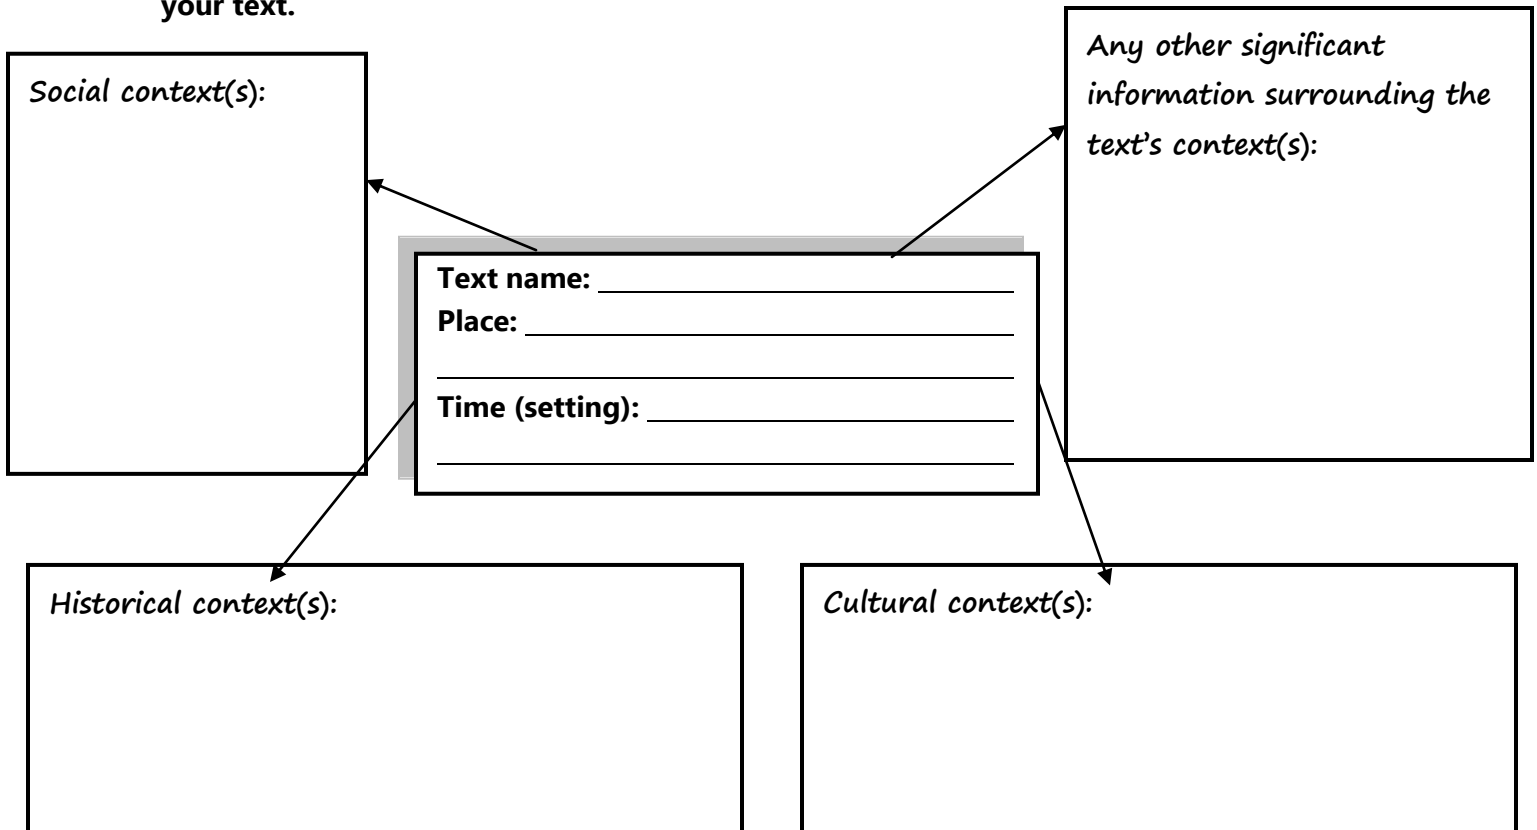 your text.
Social context(s):
Any other significant
information surrounding the
text's context(s):
Text name:
Place:
Time (setting):
Historical context(s):
Cultural context(s):